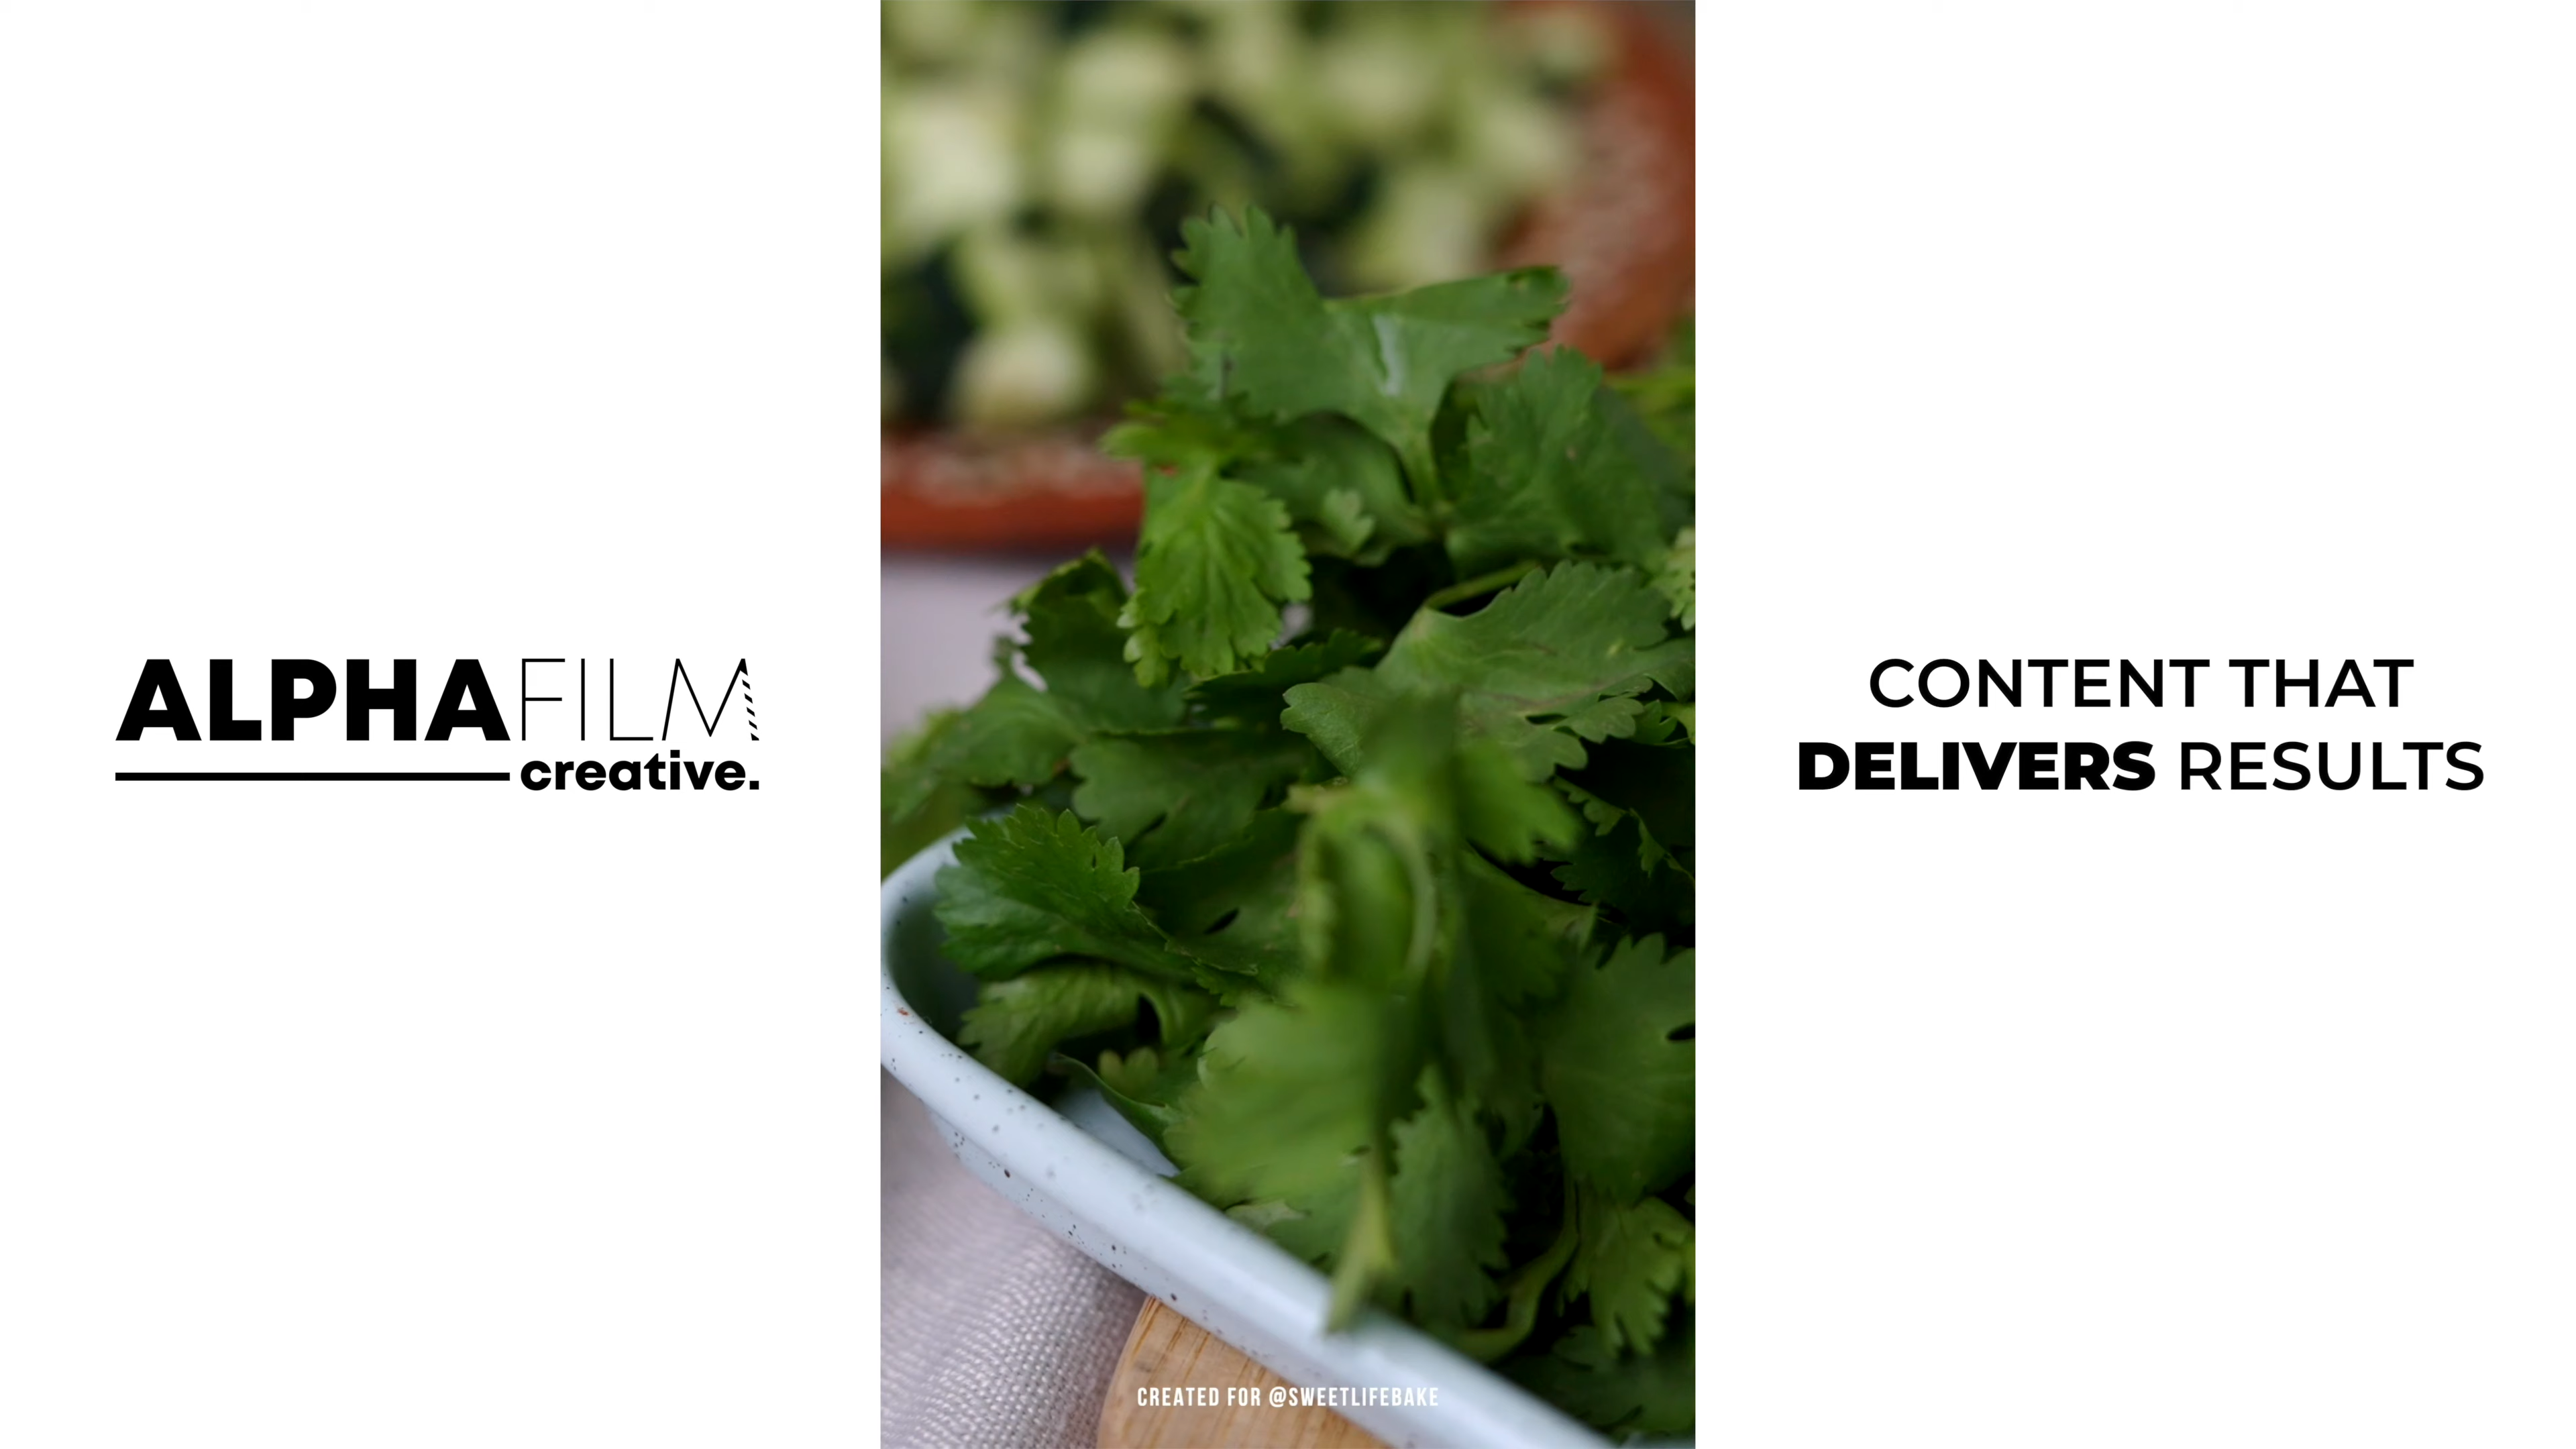 ALPHAFILM
creative.
CONTENT THAT
DELIVERS RESULTS
CREATED FOR @SWEETLIFEBAKE